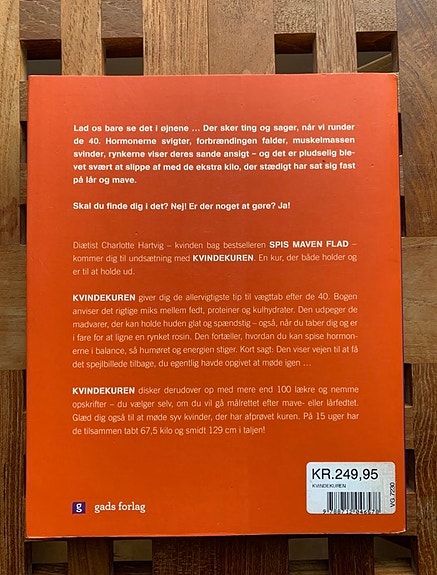 Lad os bare se det i øjnene ... Der sker ting og sager, når vi runder
de 40. Hormonerne svigter, forbrændingen falder, muskelmassen
svinder, rynkerne viser deres sande ansigt – og det er pludselig ble-
vet svært at slippe af med de ekstra kilo, der stædigt har sat sig fast
på lår og mave.
Skal du finde dig i det? Nej! Er der noget at gøre? Ja!
Diætist Charlotte Hartvig – kvinden bag bestselleren SPIS MAVEN FLAD –
kommer dig til undsætning med KVINDEKUREN. En kur, der både holder og
er til at holde ud.
KVINDEKUREN giver dig de allervigtigste tip til vægttab efter de 40. Bogen
anviser det rigtige miks mellem fedt, proteiner og kulhydrater. Den udpeger de
madvarer, der kan holde huden glat og spændstig – også, når du taber dig og er
i fare for at ligne en rynket rosin. Den fortæller, hvordan du kan spise hormon-
erne i balance, så humøret og energien stiger. Kort sagt: Den viser vejen til at få
det spejlbillede tilbage, du egentlig havde opgivet at møde igen ...
KVINDEKUREN disker derudover op med mere end 100 lækre og nemme
opskrifter – du vælger selv, om du vil gå målrettet efter mave- eller lårfedtet.
Glæd dig også til at møde syv kvinder, der har afprøvet kuren. På 15 uger har
de tilsammen tabt 67,5 kilo og smidt 129 cm i taljen!
KR.249,95
KVINDEKUREN
g gads forlag